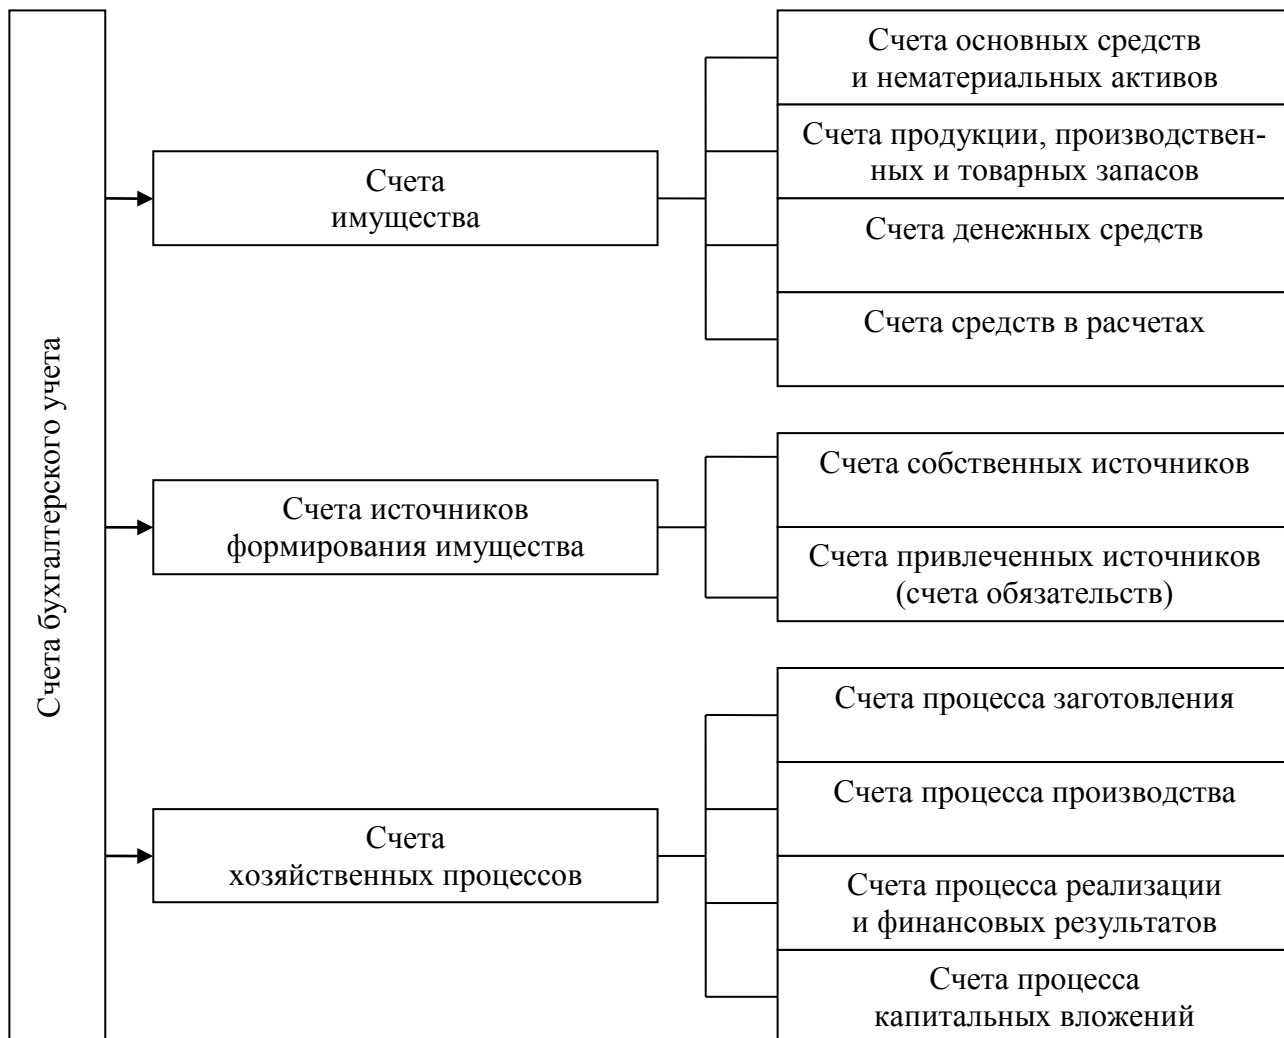 Счета бухгалтерского учета
Счета
имущества
Счета основных средств
и нематериальных активов
Счета продукции, производствен-
ных и товарных запасов
Счета денежных средств
Счета средств в расчетах
Счета источников
формирования имущества
Счета собственных источников
Счета привлеченных источников
(счета обязательств)
Счета
хозяйственных процессов
Счета процесса заготовления
Счета процесса производства
Счета процесса реализации
и финансовых результатов
Счета процесса
капитальных вложений